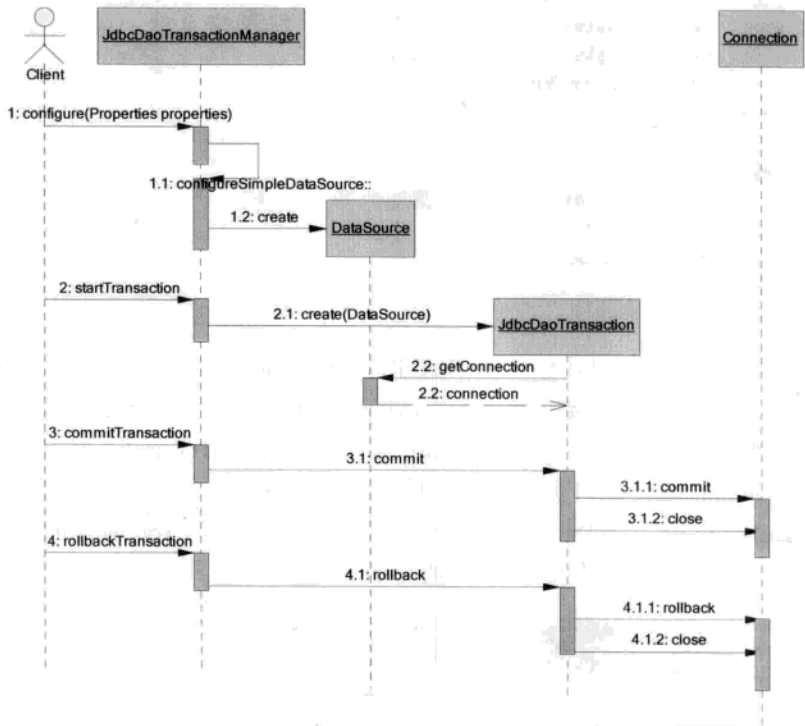 JdbcDaoTransactionManager
Connection
Client
1: configure(Properties properties)
1.1: configureSimpleDataSource::
1.2: create
DataSource
2: startTransaction
2.1: create(DataSource)
JdbcDaoTransaction
2.2: getConnection
2.2: connection
3: commitTransaction
3.1: commit
3.1.1: commit
3.1.2: close
4: rollbackTransaction
4.1: rollback
4.1.1: rollback
4.1.2: close